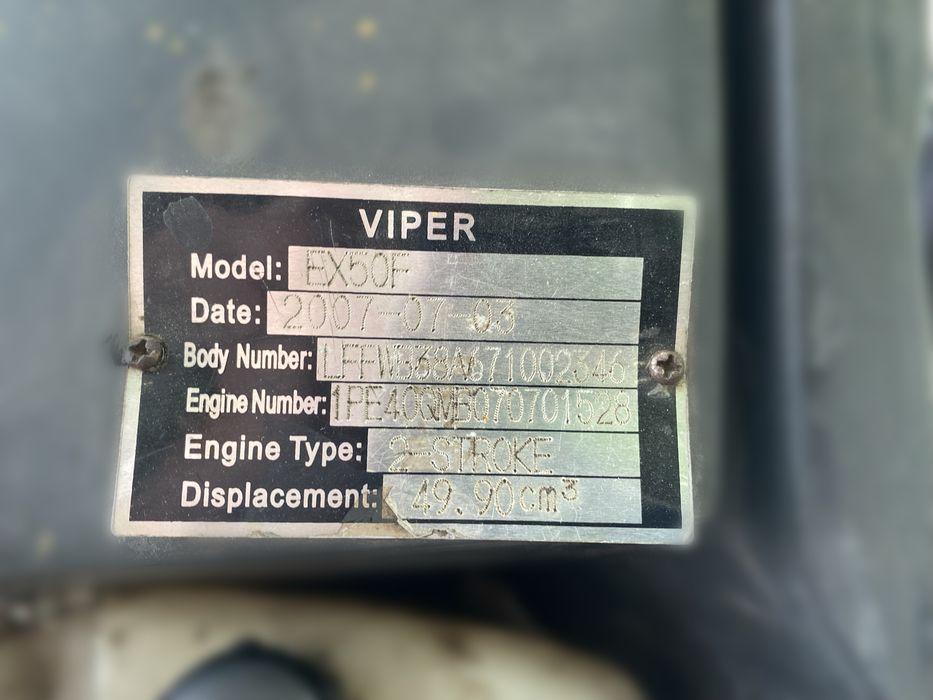 VIPER
Model: EX50F
Date: 2007-07-03
Body Number: LFFWB38A671002346
Engine Number: 1PE40QMB070701528
Engine Type: 2-STROKE
Displacement: 49.90cm³